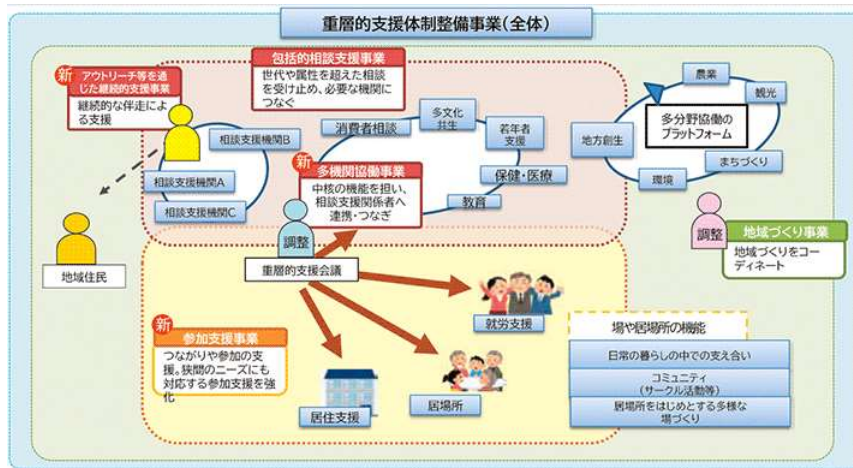 重層的支援体制整備事業(全体)
新
アウトリーチ等を通
じた継続的支援事業
継続的な伴走によ
る支援
包括的相談支援事業
世代や属性を超えた相談
を受け止め、必要な機関に
つなぐ
相談支援機関B
相談支援機関A
相談支援機関C
地域住民
消費者相談
多文化
共生
若年者
支援
保健・医療
教育
新
多機関協働事業
中核の機能を担い、
相談支援関係者へ
連携・つなぎ
調整
重層的支援会議
農業
観光
地方創生
多分野協働の
プラットフォーム
まちづくり
環境
調整
地域づくり事業
地域づくりをコー
ディネート
新
参加支援事業
つながりや参加の支
援。狭間のニーズにも
対応する参加支援を強
化
就労支援
居住支援
居場所
場や居場所の機能
日常の暮らしの中での支え合い
コミュニティ
(サークル活動等)
居場所をはじめとする多様な
場づくり